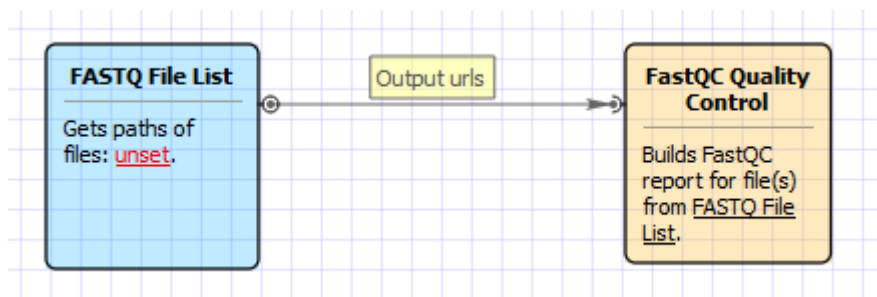 FASTQ File List
Gets paths of
files: unset.
Output urls
FastQC Quality
Control
Builds FastQC
report for file(s)
from FASTQ File
List.